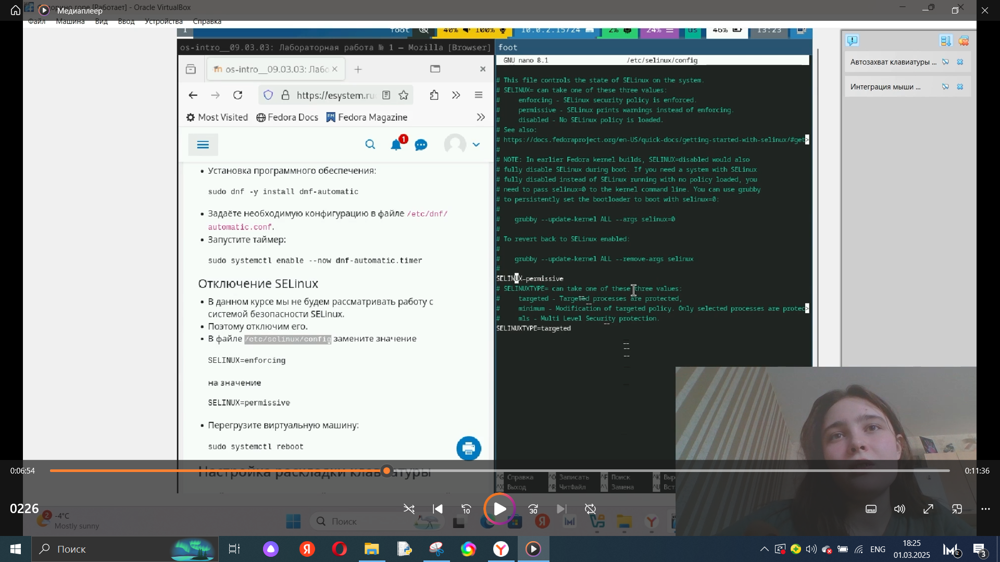 [Работает] - Oracle VirtualBox
Медиаплеер
Файл Машина Вид Ввод Устройства Справка
1 foot 40% 100% 10.0.2.15/24 2% 24% us 46% 13:23
os-intro__09.03.03: Лабораторная работа № 1 — Mozilla [Browser]
os-intro__09.03.03: Лабо
https://esystem.ru
Most Visited Fedora Docs Fedora Magazine
1
Установка программного обеспечения:
sudo dnf -y install dnf-automatic
Задаёте необходимую конфигурацию в файле /etc/dnf/
automatic.conf.
Запустите таймер:
sudo systemctl enable --now dnf-automatic.timer
Отключение SELinux
В данном курсе мы не будем рассматривать работу с
системой безопасности SELinux.
Поэтому отключим его.
В файле /etc/selinux/config замените значение
SELINUX=enforcing
на значение
SELINUX=permissive
Перегрузите виртуальную машину:
sudo systemctl reboot
Настройка раскладки клавиатуры
foot
GNU nano 8.1 /etc/selinux/config
# This file controls the state of SELinux on the system.
# SELINUX= can take one of these three values:
# enforcing - SELinux security policy is enforced.
# permissive - SELinux prints warnings instead of enforcing.
# disabled - No SELinux policy is loaded.
# See also:
# https://docs.fedoraproject.org/en-US/quick-docs/getting-started-with-selinux/#get>
#
# NOTE: In earlier Fedora kernel builds, SELINUX=disabled would also
# fully disable SELinux during boot. If you need a system with SELinux
# fully disabled instead of SELinux running with no policy loaded, you
# need to pass selinux=0 to the kernel command line. You can use grubby
# to persistently set the bootloader to boot with selinux=0:
#
# grubby --update-kernel ALL --args selinux=0
#
# To revert back to SELinux enabled:
#
# grubby --update-kernel ALL --remove-args selinux
#
SELINUX=permissive
# SELINUXTYPE= can take one of these three values:
# targeted - Targeted processes are protected,
# minimum - Modification of targeted policy. Only selected processes are protec>
# mls - Multi Level Security protection.
SELINUXTYPE=targeted
^G Справка ^O Записать ^F Поиск ^K Выр
^X Выход ^R ЧитФайл ^\ Замена ^U Вст
Автозахват клавиатуры ...
Интеграция мыши ...
0:06:54 0:11:36
0226
10
30
2
-4°C
Mostly sunny
Поиск
Поиск
ENG
18:25
01.03.2025
2
3